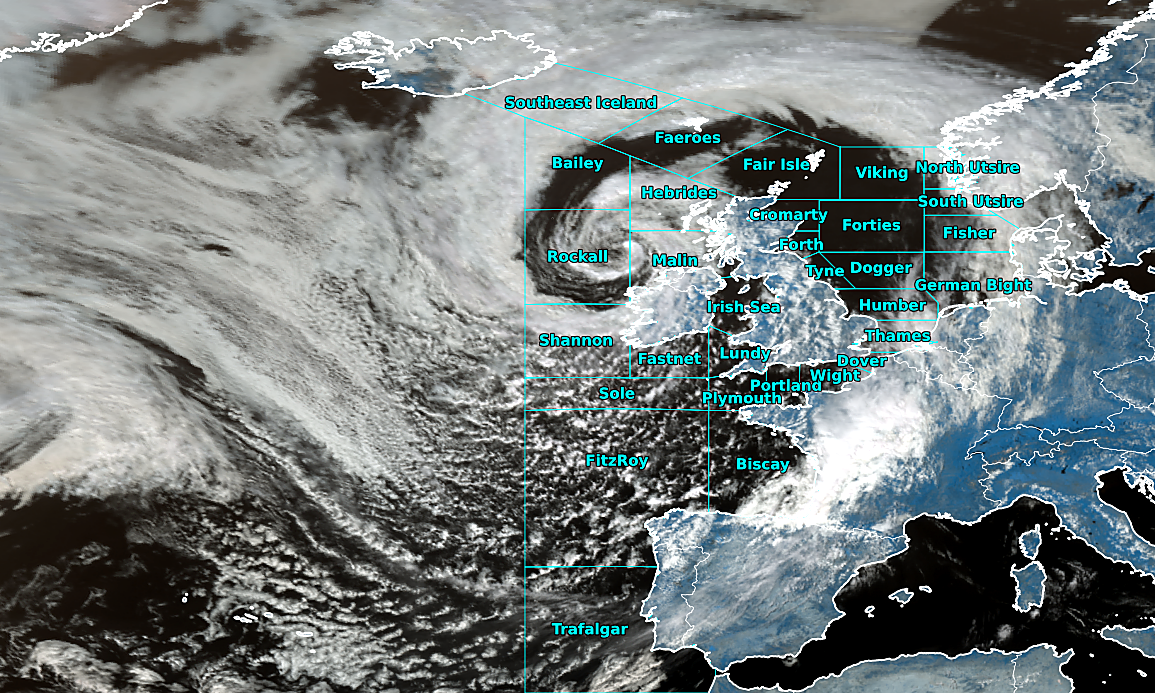 Southeast Iceland
Faeroes
Bailey
Fair Isle
North Utsire
Viking
Hebrides
South Utsire
Cromarty
Forties
Fisher
Forth
Rockall
Malin
Tyne
Dogger
German Bight
Irish Sea
Humber
Thames
Shannon
Fastnet
Lundy
Dover
Wight
Portland
Sole
Plymouth
FitzRoy
Biscay
Trafalgar